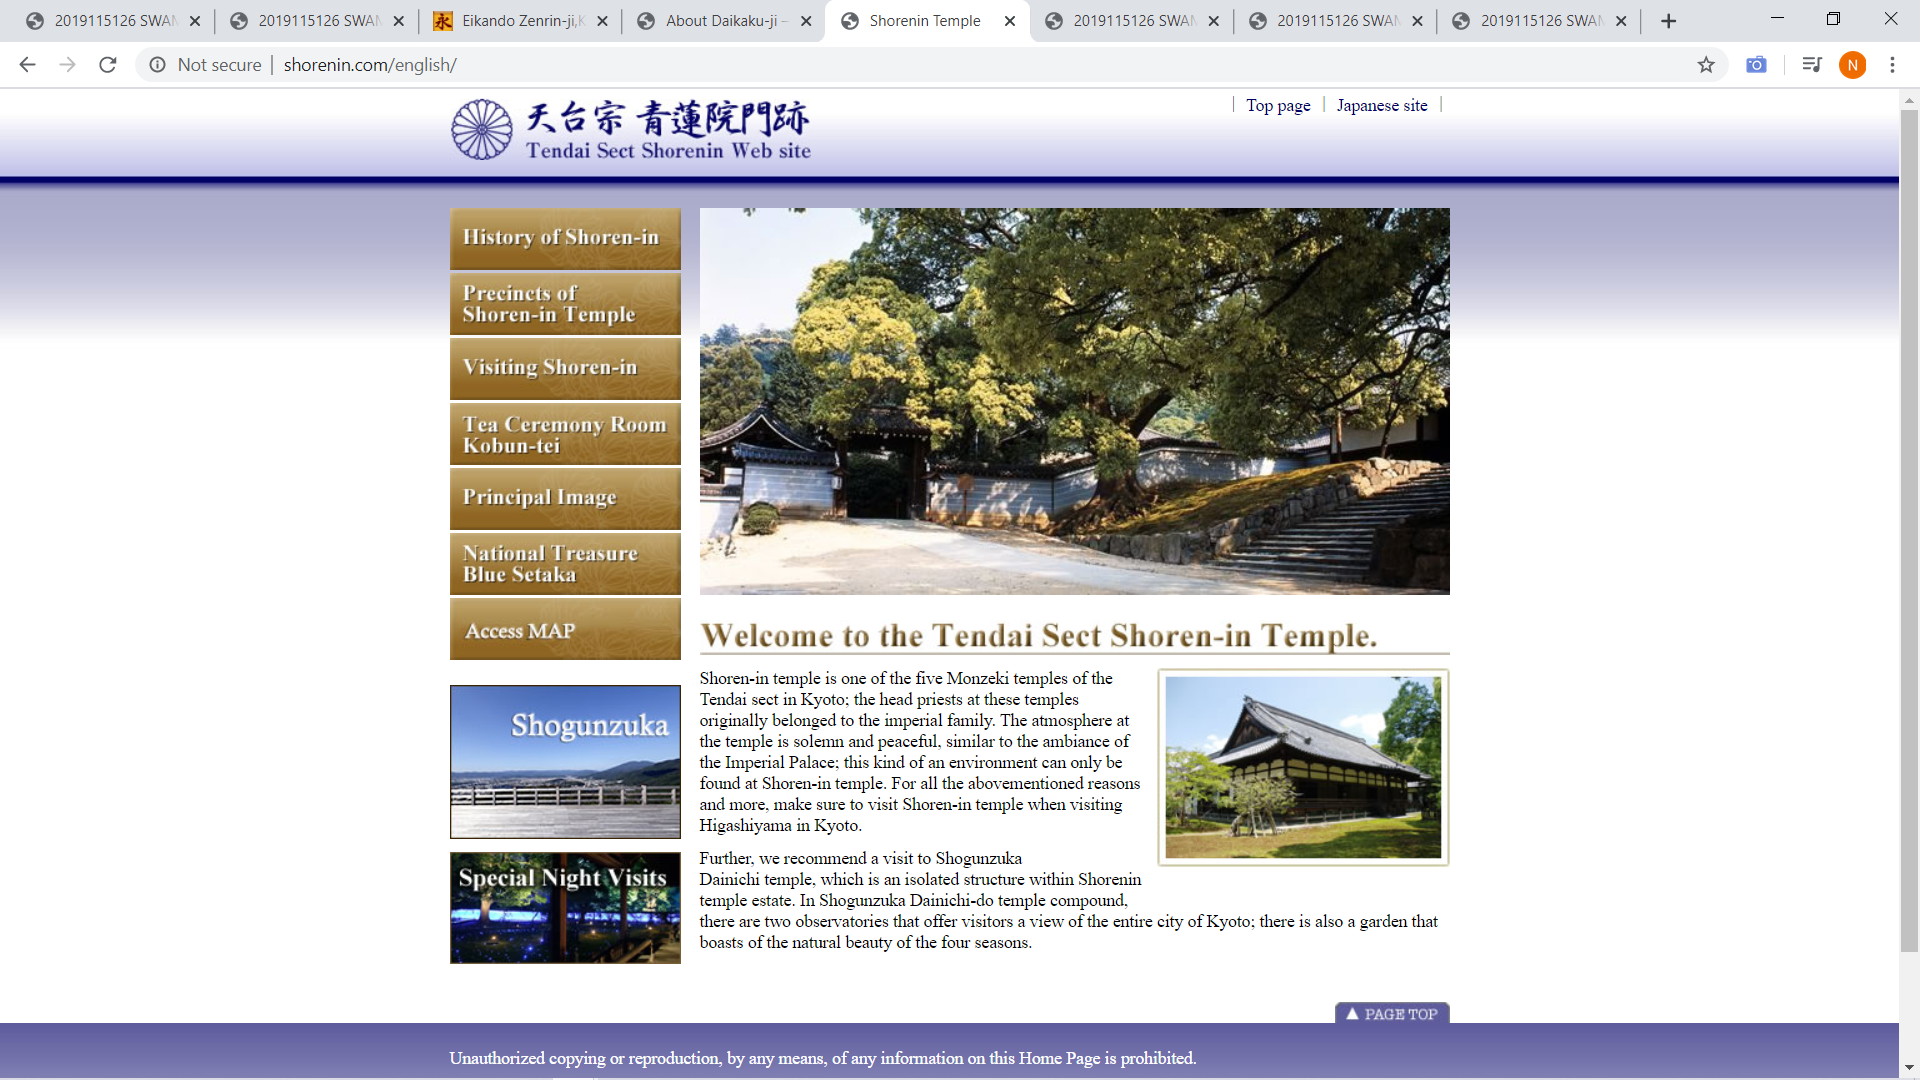 2019115126 SWAN
2019115126 SWAN
Eikando Zenrin-ji,K
About Daikaku-ji –
Shorenin Temple
2019115126 SWAN
2019115126 SWAN
2019115126 SWAN
Not secure
shorenin.com/english/
N
天台宗 青蓮院門跡
Tendai Sect Shorenin Web site
Top page
Japanese site
History of Shoren-in
Precincts of
Shoren-in Temple
Visiting Shoren-in
Tea Ceremony Room
Kobun-tei
Principal Image
National Treasure
Blue Setaka
Access MAP
Shogunzuka
Special Night Visits
Welcome to the Tendai Sect Shoren-in Temple.
Shoren-in temple is one of the five Monzeki temples of the
Tendai sect in Kyoto; the head priests at these temples
originally belonged to the imperial family. The atmosphere at
the temple is solemn and peaceful, similar to the ambiance of
the Imperial Palace; this kind of an environment can only be
found at Shoren-in temple. For all the abovementioned reasons
and more, make sure to visit Shoren-in temple when visiting
Higashiyama in Kyoto.
Further, we recommend a visit to Shogunzuka
Dainichi temple, which is an isolated structure within Shorenin
temple estate. In Shogunzuka Dainichi-do temple compound,
there are two observatories that offer visitors a view of the entire city of Kyoto; there is also a garden that
boasts of the natural beauty of the four seasons.
PAGE TOP
Unauthorized copying or reproduction, by any means, of any information on this Home Page is prohibited.